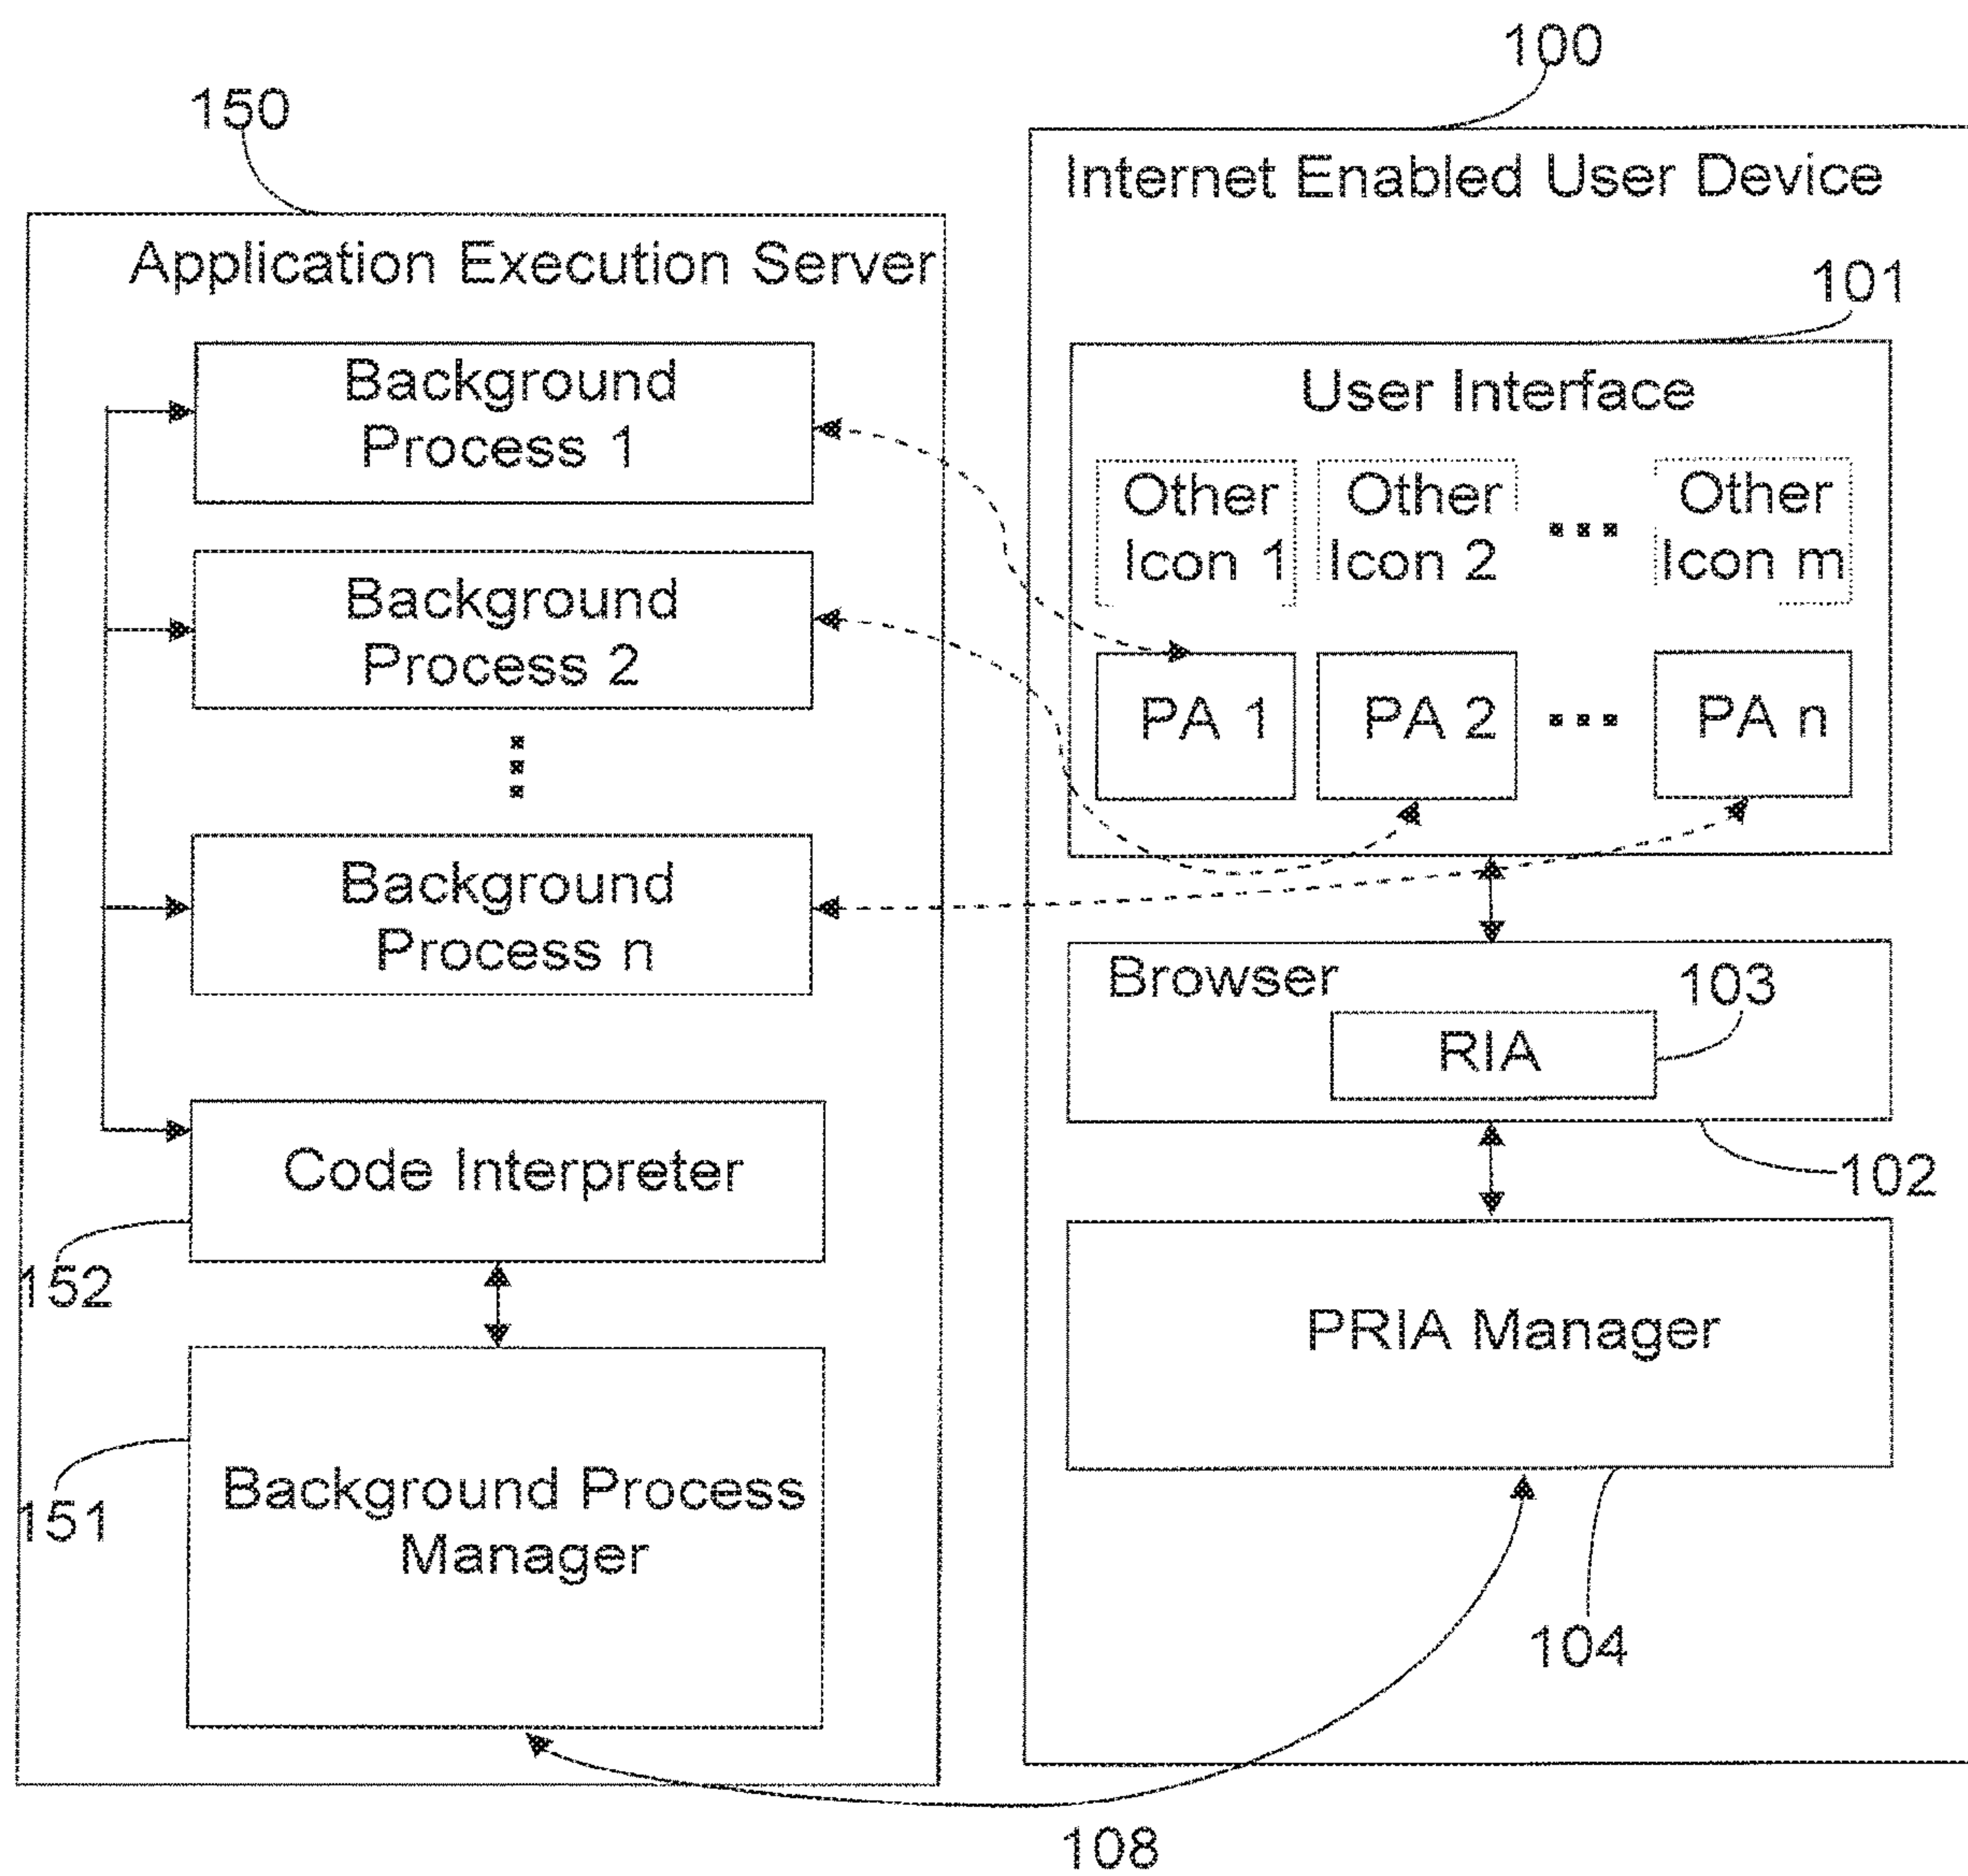 100
150
Internet Enabled User Device
Application Execution Server
101
Background
Process 1
User Interface
Other
Icon 1
Other
Icon 2
Other
Icon m
Background
Process 2
PA 1
PA 2
PA n
Background
Process n
Browser
103
RIA
102
Code Interpreter
152
PRIA Manager
Background Process
Manager
151
104
108